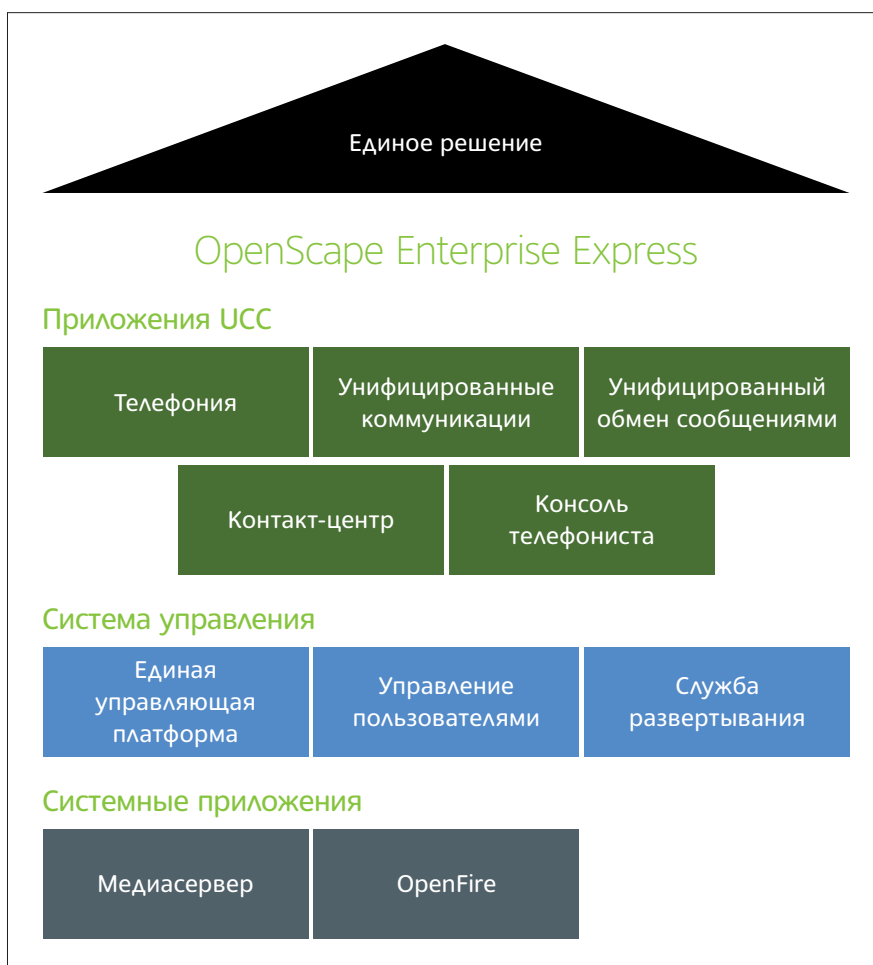 Единое решение
OpenScape Enterprise Express
Приложения UCC
Телефония
Унифицированные
коммуникации
Унифицированный
обмен сообщениями
Контакт-центр
Консоль
телефониста
Система управления
Единая
управляющая
платформа
Управление
пользователями
Служба
развертывания
Системные приложения
Медиасервер
OpenFire